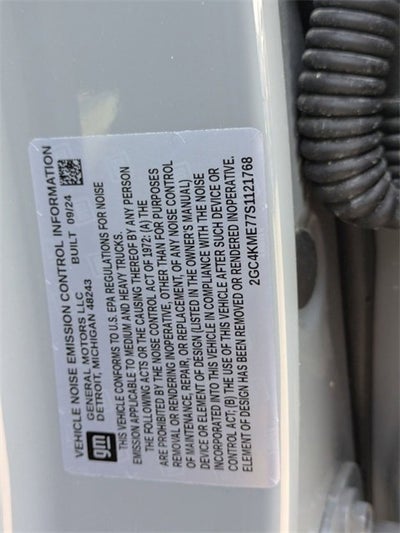 VEHICLE NOISE EMISSION CONTROL INFORMATION
GENERAL MOTORS LLC BUILT 09/24
DETROIT, MICHIGAN 48243
gm
THIS VEHICLE CONFORMS TO U.S. EPA REGULATIONS FOR NOISE
EMISSION APPLICABLE TO MEDIUM AND HEAVY TRUCKS.
THE FOLLOWING ACTS OR THE CAUSING THEREOF BY ANY PERSON
ARE PROHIBITED BY THE NOISE CONTROL ACT OF 1972: (A) THE
REMOVAL OR RENDERING INOPERATIVE, OTHER THAN FOR PURPOSES
OF MAINTENANCE, REPAIR, OR REPLACEMENT, OF ANY NOISE CONTROL
DEVICE OR ELEMENT OF DESIGN (LISTED IN THE OWNER'S MANUAL)
INCORPORATED INTO THIS VEHICLE IN COMPLIANCE WITH THE NOISE
CONTROL ACT; (B) THE USE OF THIS VEHICLE AFTER SUCH DEVICE OR
ELEMENT OF DESIGN HAS BEEN REMOVED OR RENDERED INOPERATIVE.
2GC4KME77S1121768